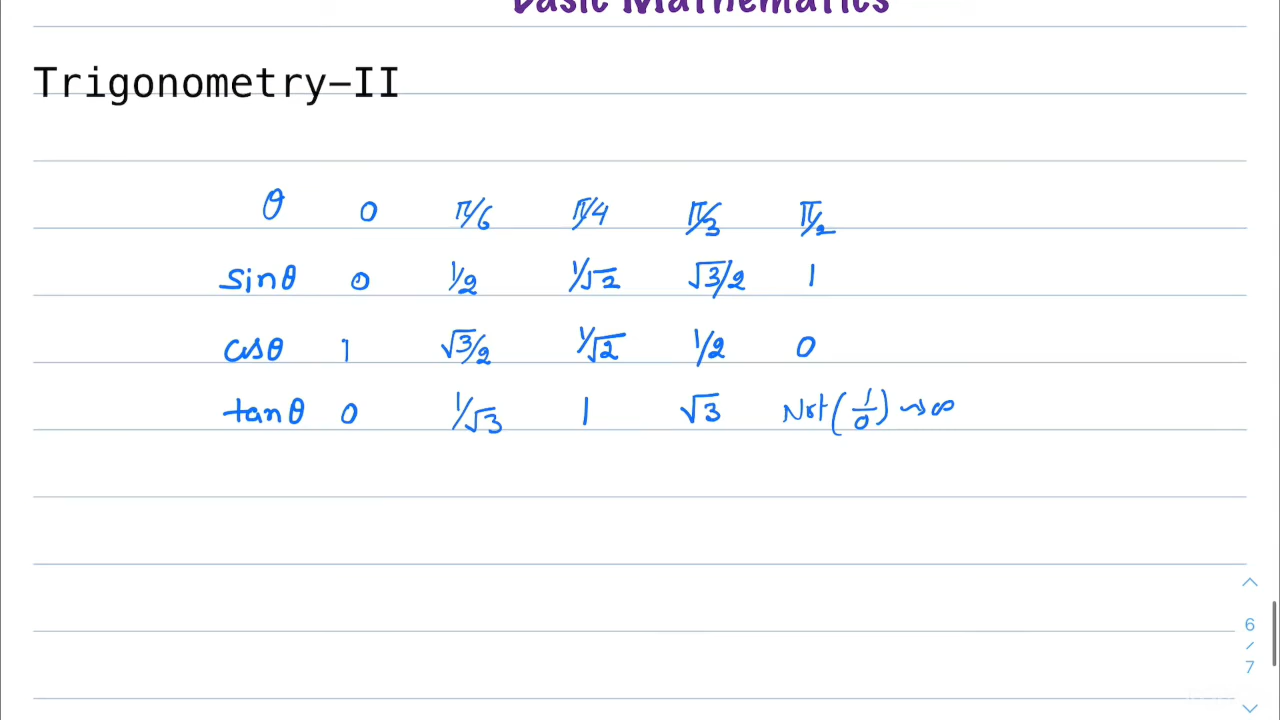 Basic Mathematics
Trigonometry-II
θ 0 π/6 π/4 π/3 π/2
sinθ 0 1/2 1/√2 √3/2 1
cosθ 1 √3/2 1/√2 1/2 0
tanθ 0 1/√3 1 √3 Not(1/0) → ∞
6
/
7